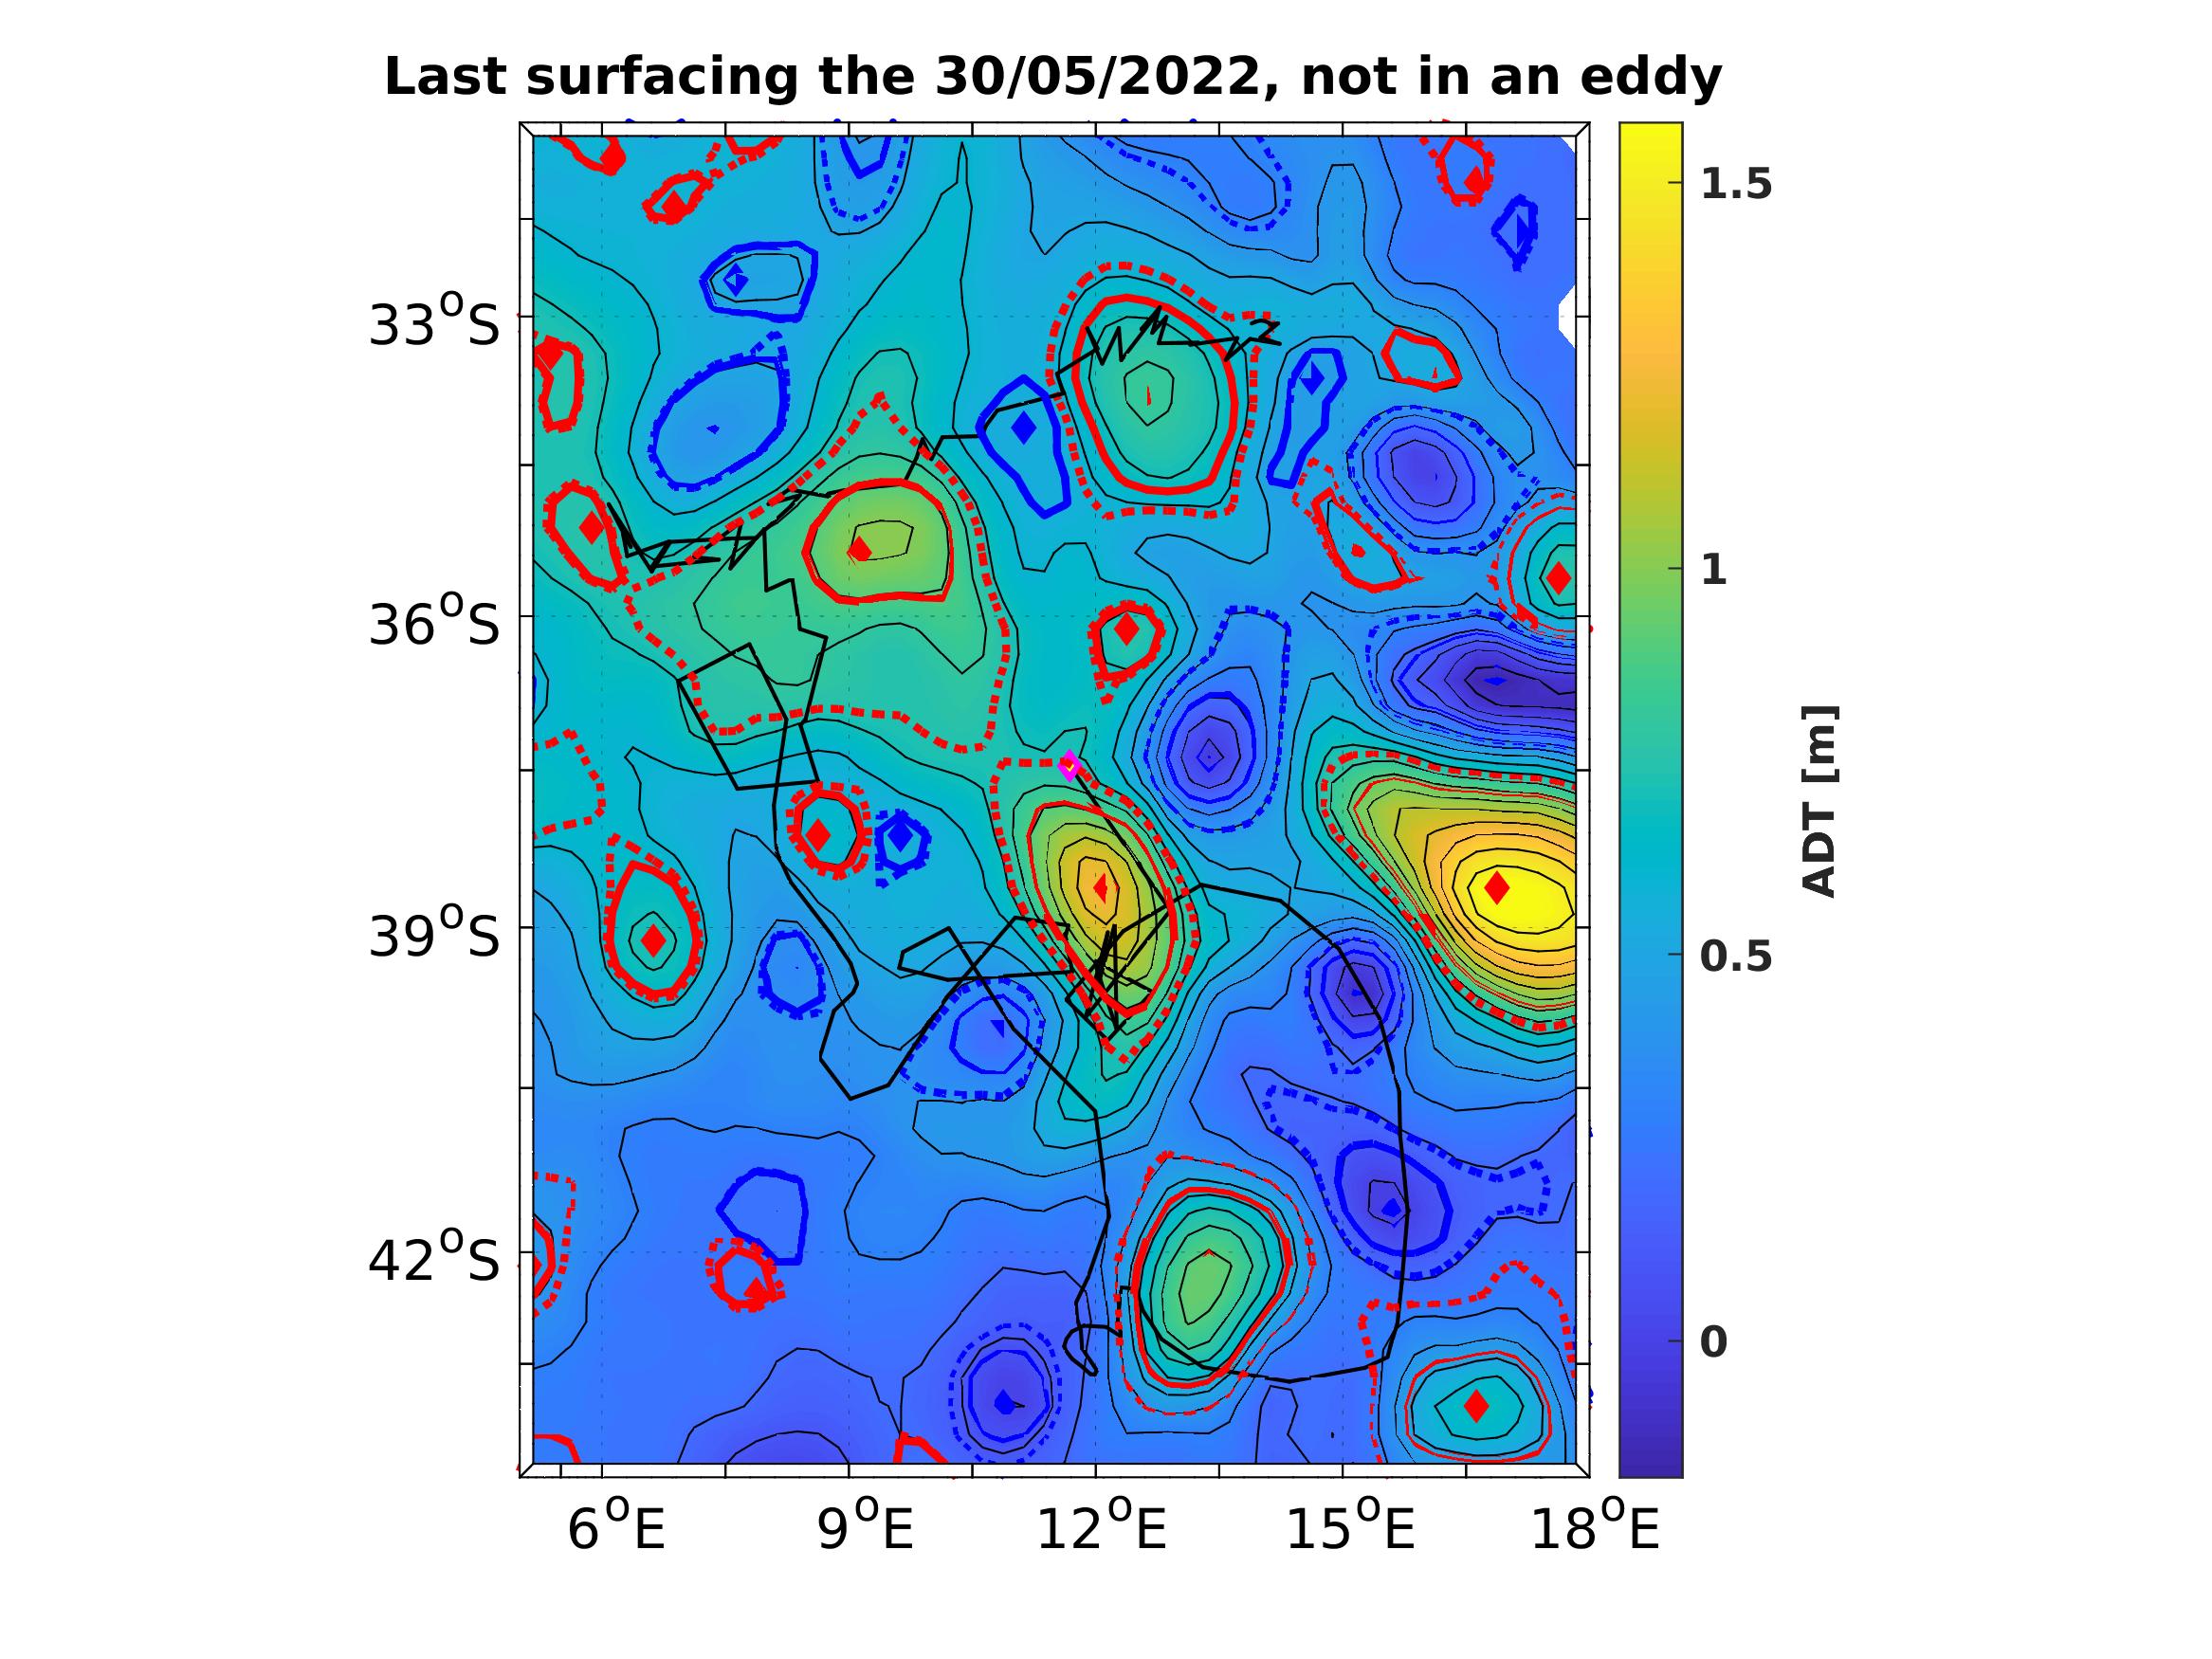 Last surfacing the 30/05/2022, not in an eddy
33°S
36°S
39°S
42°S
6°E
9°E
12°E
15°E
18°E
1.5
1
0.5
0
ADT [m]